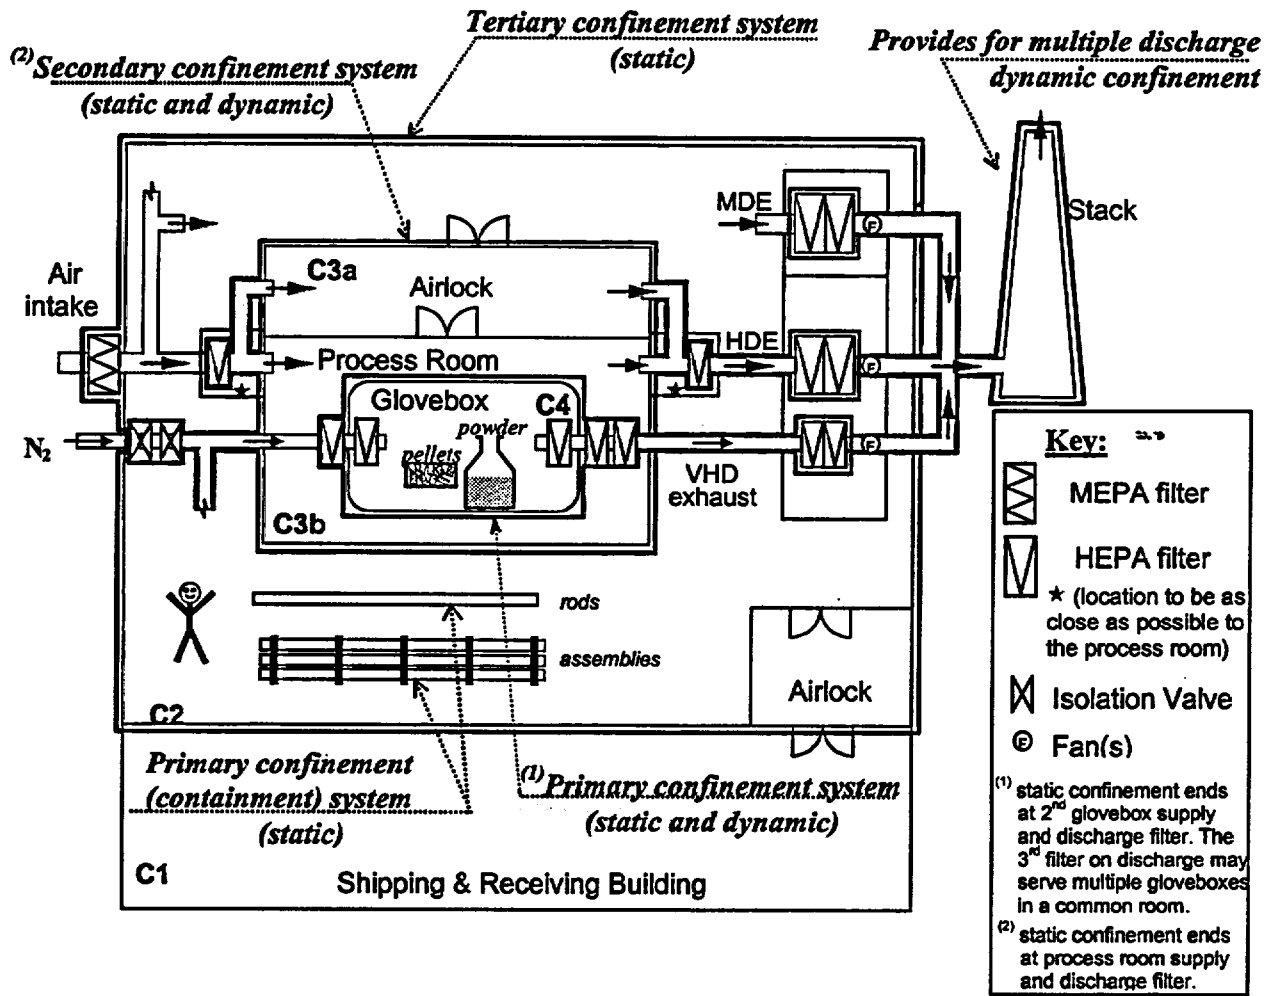 Tertiary confinement system
(static)
Provides for multiple discharge
dynamic confinement
(2) Secondary confinement system
(static and dynamic)
MDE
F
Stack
C3a
Airlock
Air
intake
HDE
Process Room
F
★
★
Glovebox
C4
powder
pellets
N2
F
VHD
exhaust
C3b
rods
assemblies
Airlock
C2
Primary confinement
(containment) system
(static)
(1) Primary confinement system
(static and dynamic)
C1
Shipping & Receiving Building
Key:
MEPA filter
HEPA filter
★ (location to be as
close as possible to
the process room)
Isolation Valve
F Fan(s)
(1) static confinement ends
at 2nd glovebox supply
and discharge filter. The
3rd filter on discharge may
serve multiple gloveboxes
in a common room.
(2) static confinement ends
at process room supply
and discharge filter.